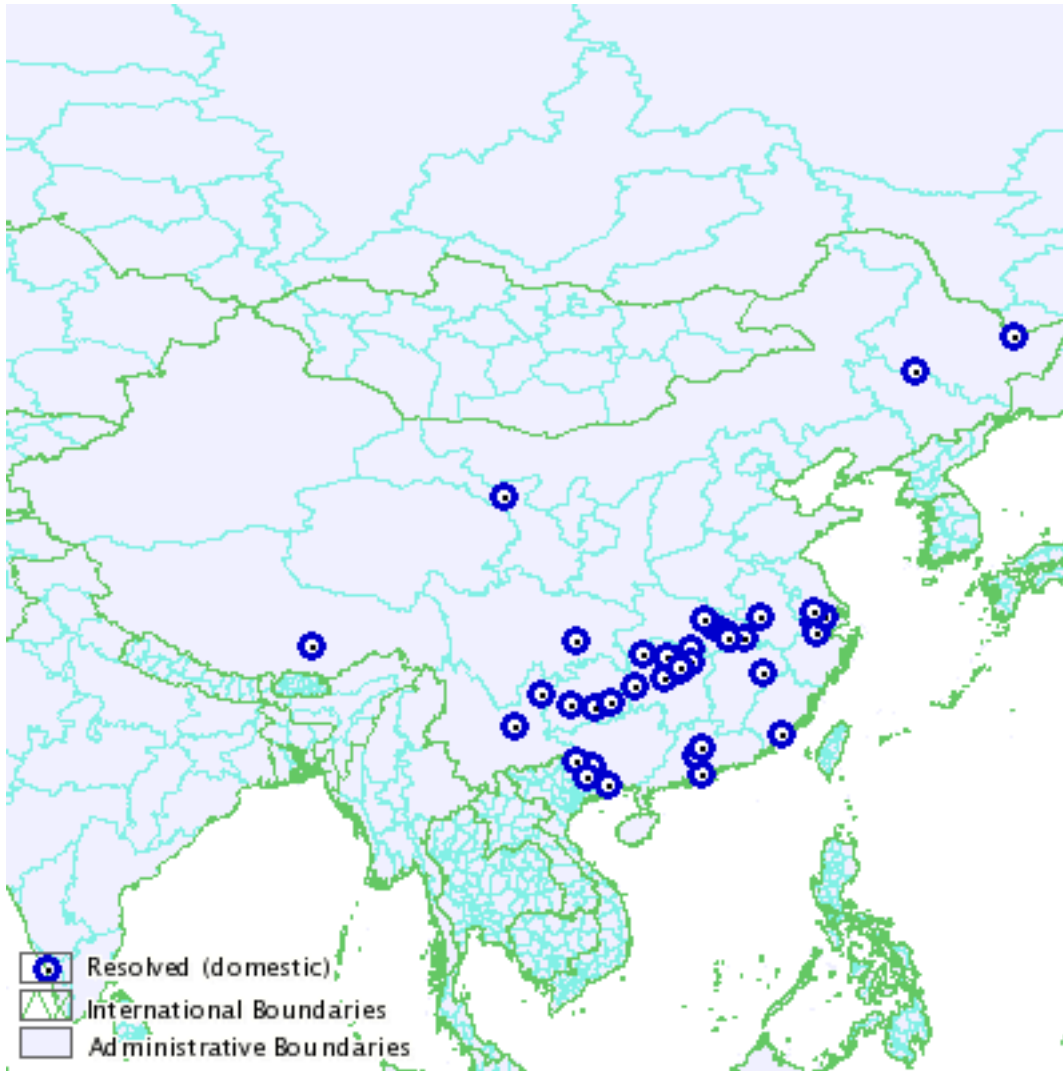 Resolved (domestic)
International Boundaries
Administrative Boundaries